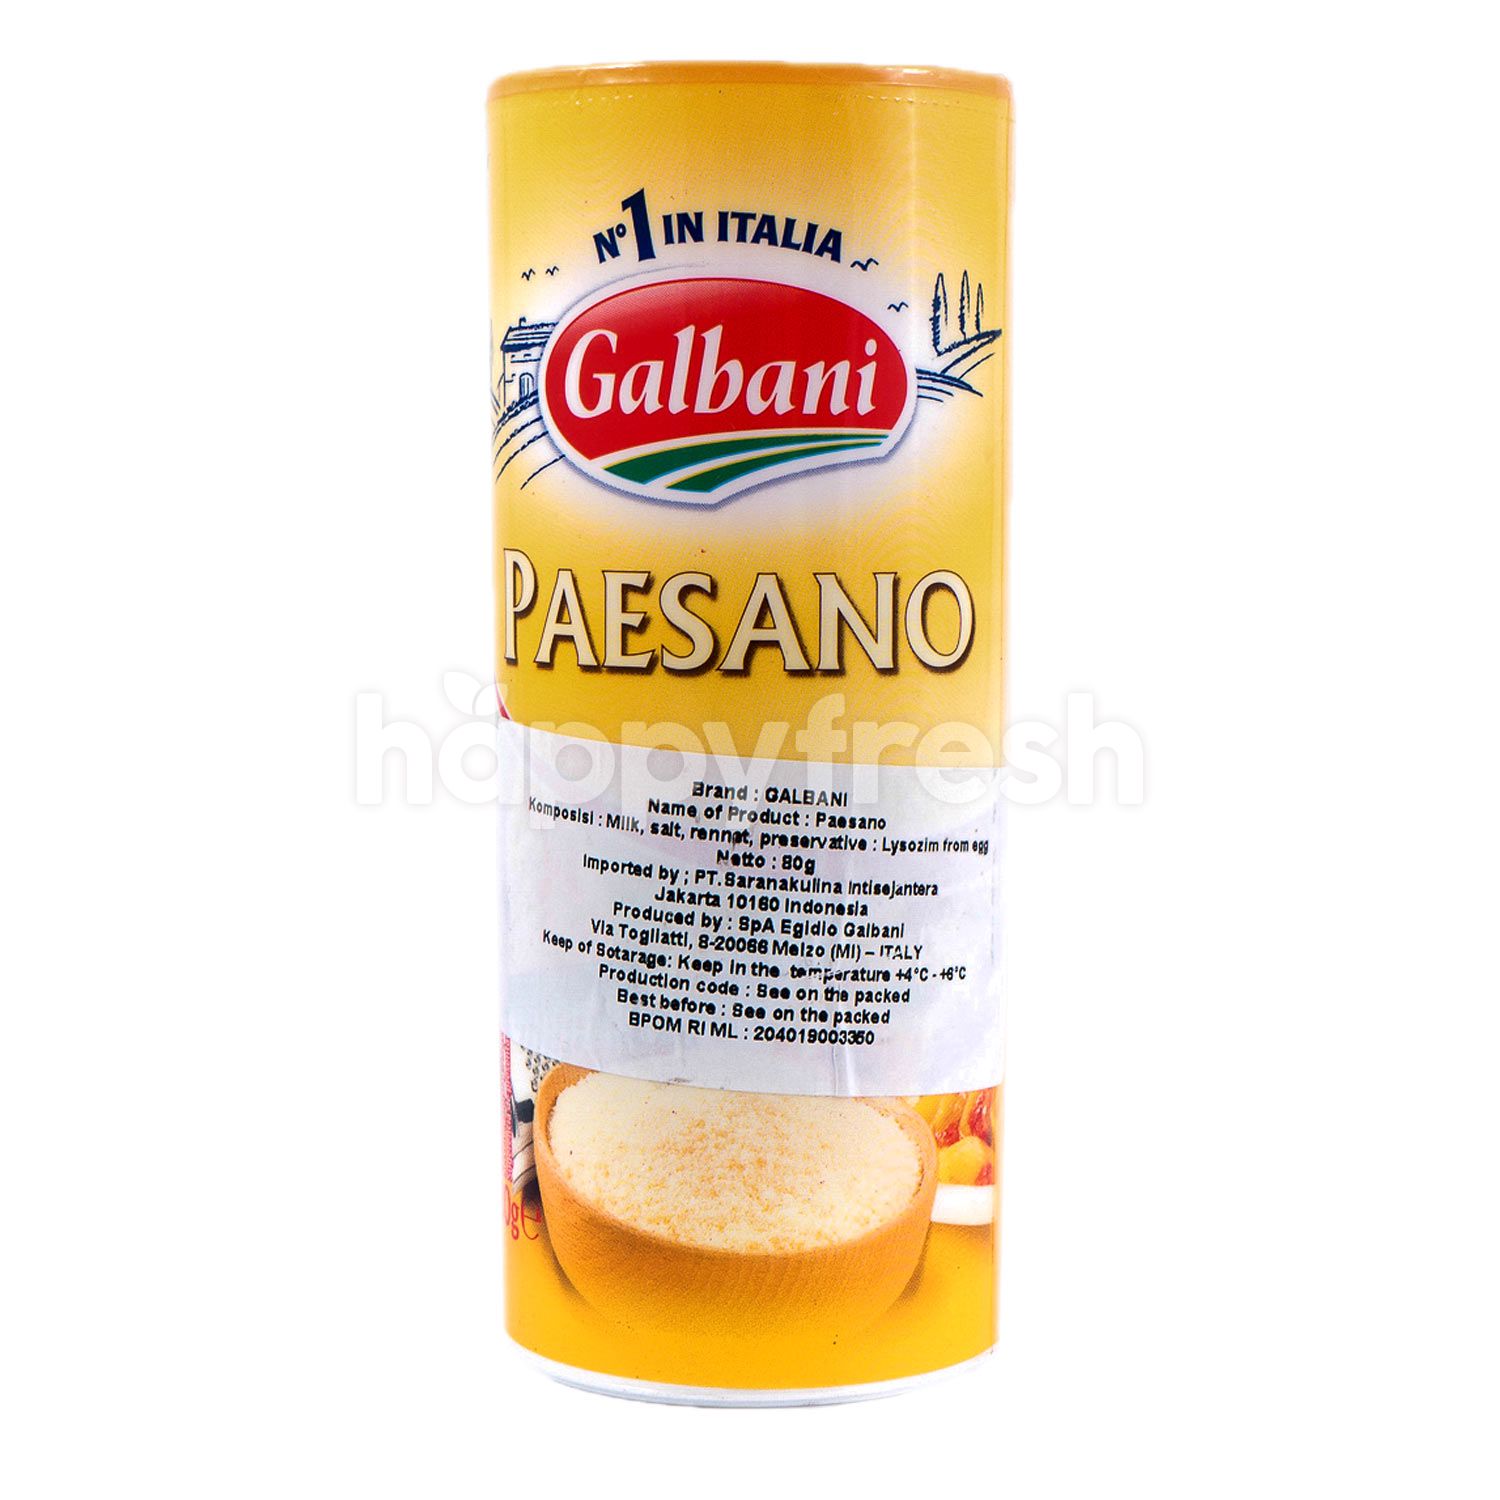 Nº1 IN ITALIA
Galbani
PAESANO
happyfresh
Brand : GALBANI
Name of Product : Paesano
Komposisi : Milk, salt, rennet, preservative : Lysozim from egg
Netto : 80g
Imported by ; PT.Saranakulina Intisejantera
Jakarta 10160 Indonesia
Produced by : SpA Egidio Galbani
Via Togliatti, 8-20066 Melzo (MI) – ITALY
Keep of Sotarage: Keep in the temperature +4°C - +6°C
Production code : See on the packed
Best before : See on the packed
BPOM RI ML : 204019003350
0g e